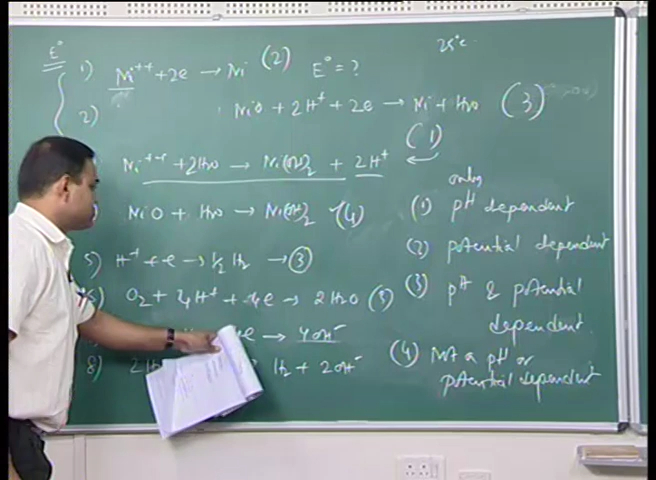 E° 25°C
1) Ni⁺⁺ + 2e → Ni (2) E° = ?
2) NiO + 2H⁺ + 2e → Ni + H₂O (3)
Ni⁺⁺ + 2H₂O → Ni(OH)₂ + 2H⁺ ← (1)
NiO + H₂O → Ni(OH)₂ (4)
5) H⁺ + e → ½ H₂ (3)
6) O₂ + 4H⁺ + 4e → 2H₂O (3)
e → 4OH⁻
8) 2H H₂ + 2OH⁻
only
(1) pH dependent
(2) potential dependent
(3) pH & potential
dependent.
(4) Not a pH or
potential dependent